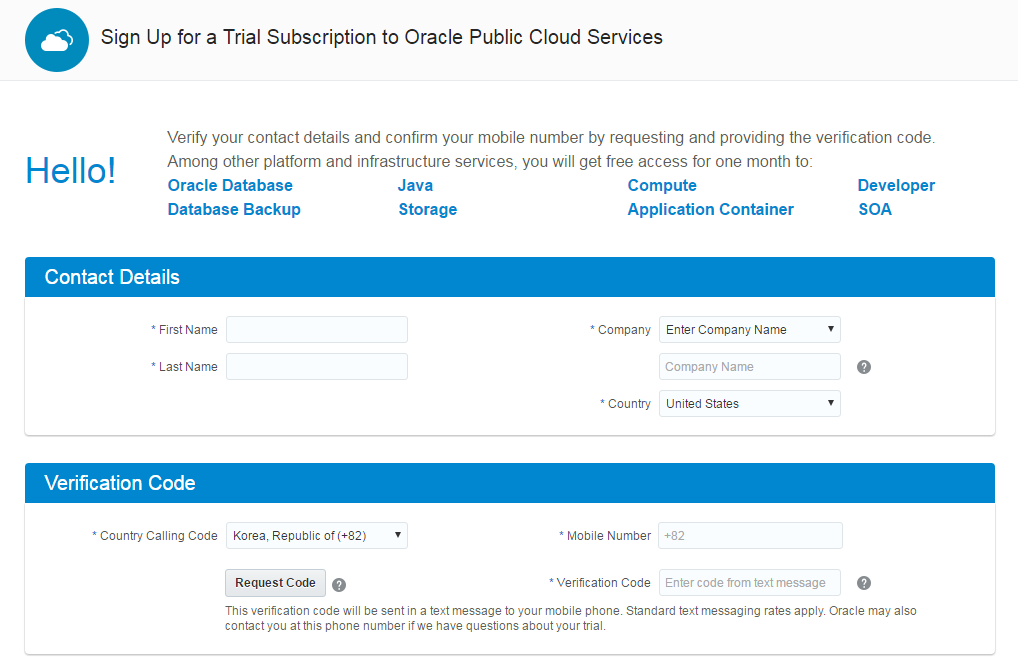 Sign Up for a Trial Subscription to Oracle Public Cloud Services
Hello!
Verify your contact details and confirm your mobile number by requesting and providing the verification code.
Among other platform and infrastructure services, you will get free access for one month to:
Oracle Database Java Compute Developer
Database Backup Storage Application Container SOA
Contact Details
* First Name * Company Enter Company Name
* Last Name Company Name ?
* Country United States
Verification Code
* Country Calling Code Korea, Republic of (+82) * Mobile Number +82
Request Code ? * Verification Code Enter code from text message ?
This verification code will be sent in a text message to your mobile phone. Standard text messaging rates apply. Oracle may also
contact you at this phone number if we have questions about your trial.